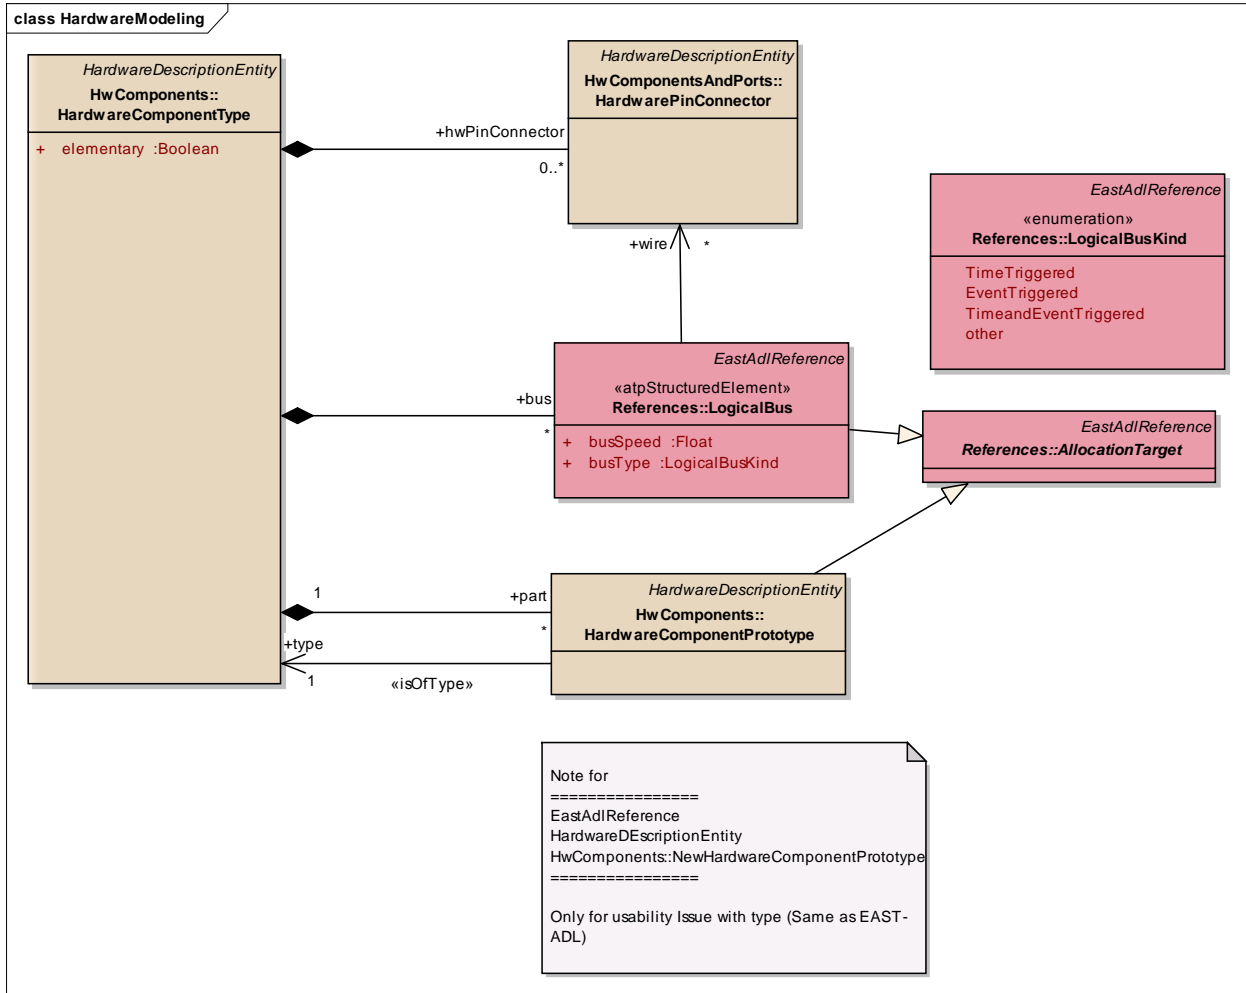 class HardwareModeling
HardwareDescriptionEntity
HwComponents::
HardwareComponentType
+ elementary :Boolean
HardwareDescriptionEntity
HwComponentsAndPorts::
HardwarePinConnector
+hwPinConnector
0..*
EastAdlReference
«enumeration»
References::LogicalBusKind
TimeTriggered
EventTriggered
TimeandEventTriggered
other
+wire
*
EastAdlReference
«atpStructuredElement»
References::LogicalBus
+ busSpeed :Float
+ busType :LogicalBusKind
+bus
*
EastAdlReference
References::AllocationTarget
HardwareDescriptionEntity
HwComponents::
HardwareComponentPrototype
1
+part
*
+type
1
«isOfType»
Note for
================
EastAdlReference
HardwareDEscriptionEntity
HwComponents::NewHardwareComponentPrototype
================
Only for usability Issue with type (Same as EAST-
ADL)